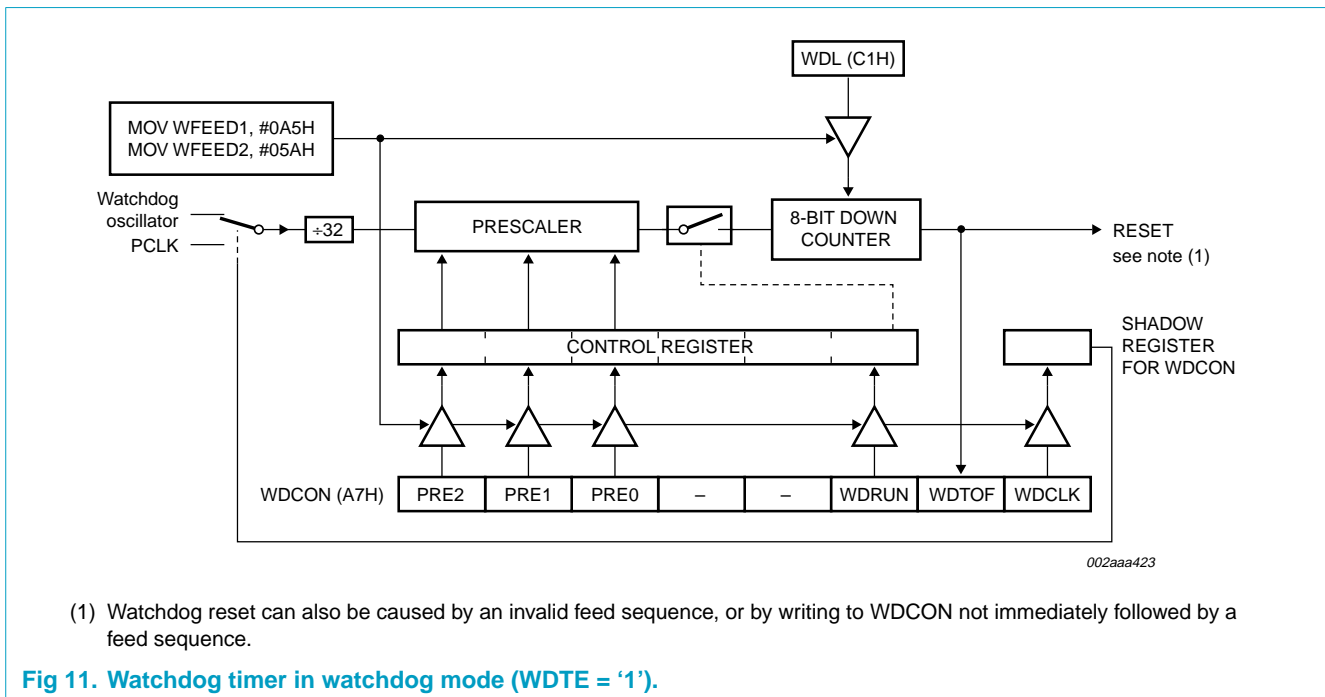 WDL (C1H)
MOV WFEED1, #0A5H
MOV WFEED2, #05AH
Watchdog
oscillator
PCLK
÷32
PRESCALER
8-BIT DOWN
COUNTER
RESET
see note (1)
CONTROL REGISTER
SHADOW
REGISTER
FOR WDCON
WDCON (A7H)
PRE2
PRE1
PRE0
–
–
WDRUN
WDTOF
WDCLK
002aaa423
(1) Watchdog reset can also be caused by an invalid feed sequence, or by writing to WDCON not immediately followed by a
feed sequence.
Fig 11. Watchdog timer in watchdog mode (WDTE = ‘1’).